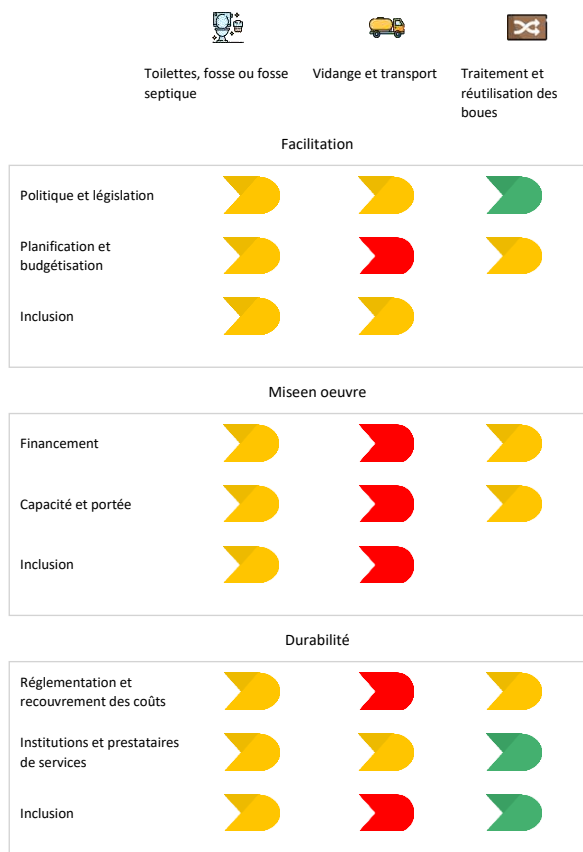 Toilettes, fosse ou fosse
septique
Vidange et transport
Traitement et
réutilisation des
boues
Facilitation
Politique et législation
Planification et
budgétisation
Inclusion
Miseen oeuvre
Financement
Capacité et portée
Inclusion
Durabilité
Réglementation et
recouvrement des coûts
Institutions et prestataires
de services
Inclusion